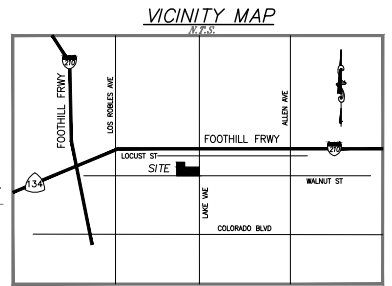 VICINITY MAP
N.T.S.
210
FOOTHILL FRWY
LOS ROBLES AVE
ALLEN AVE
FOOTHILL FRWY
210
LOCUST ST
SITE
134
WALNUT ST
LAKE VAE
COLORADO BLVD